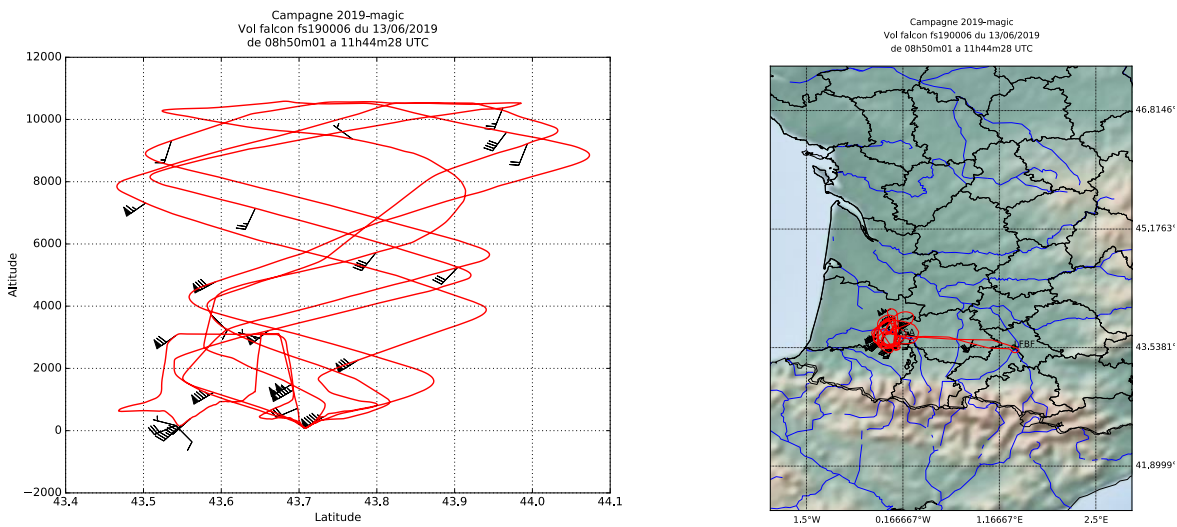 Campagne 2019-magic
Vol falcon fs190006 du 13/06/2019
de 08h50m01 a 11h44m28 UTC
12000
10000
8000
6000
4000
2000
0
−2000
Altitude
43.4
43.5
43.6
43.7
43.8
43.9
44.0
44.1
Latitude
Campagne 2019-magic
Vol falcon fs190006 du 13/06/2019
de 08h50m01 a 11h44m28 UTC
46,8146°
45,1763°
43,5381°
41,8999°
FBF
1.5°W
0.16667°W
1.16667°E
2.5°E